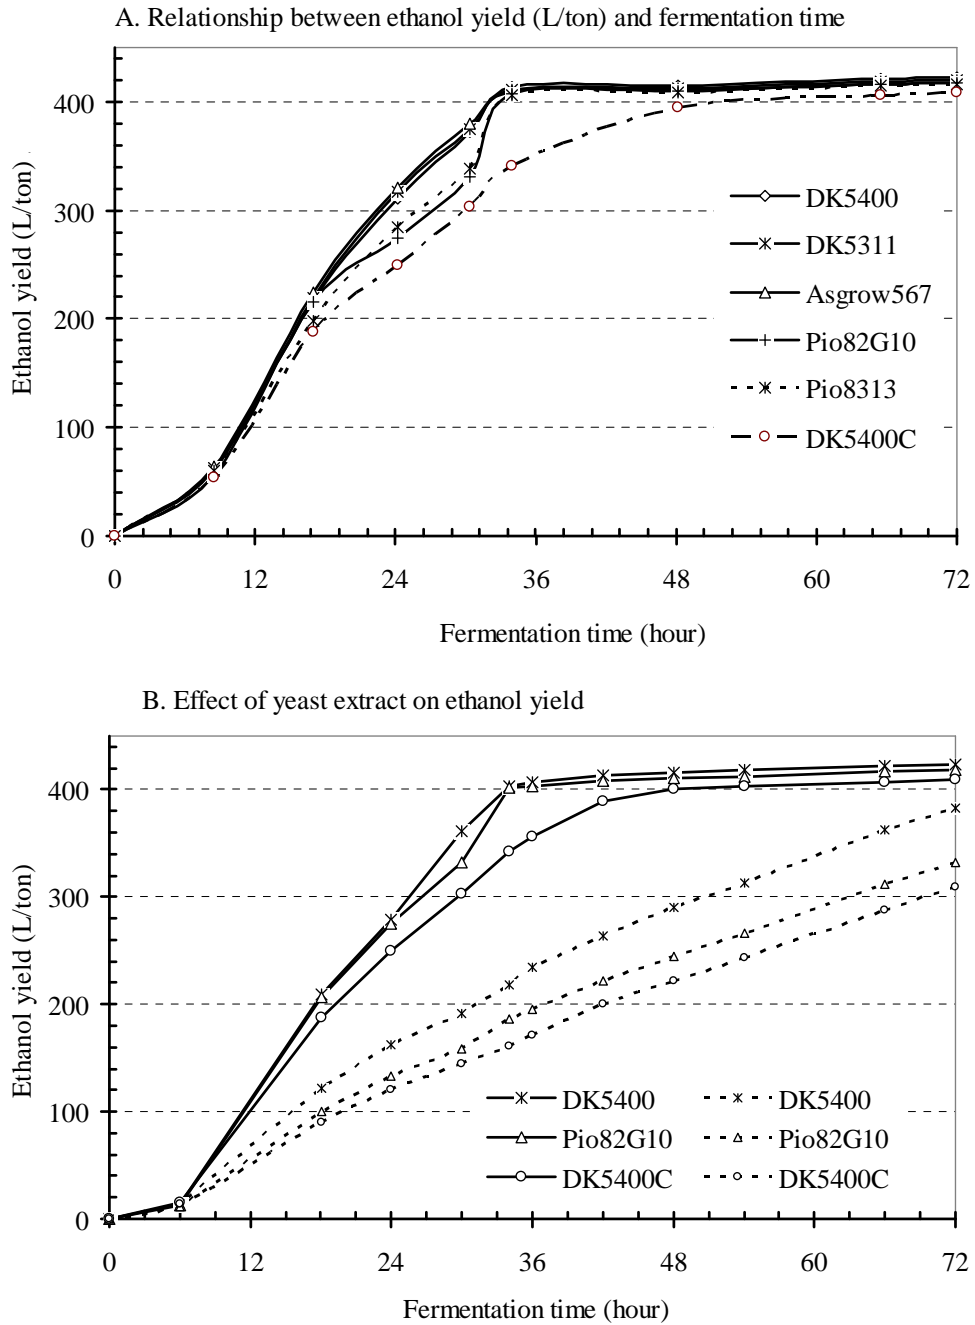 A. Relationship between ethanol yield (L/ton) and fermentation time
Ethanol yield (L/ton)
400
300
200
100
0
DK5400
DK5311
Asgrow567
Pio82G10
Pio8313
DK5400C
0 12 24 36 48 60 72
Fermentation time (hour)
B. Effect of yeast extract on ethanol yield
Ethanol yield (L/ton)
400
300
200
100
0
DK5400 DK5400
Pio82G10 Pio82G10
DK5400C DK5400C
0 12 24 36 48 60 72
Fermentation time (hour)